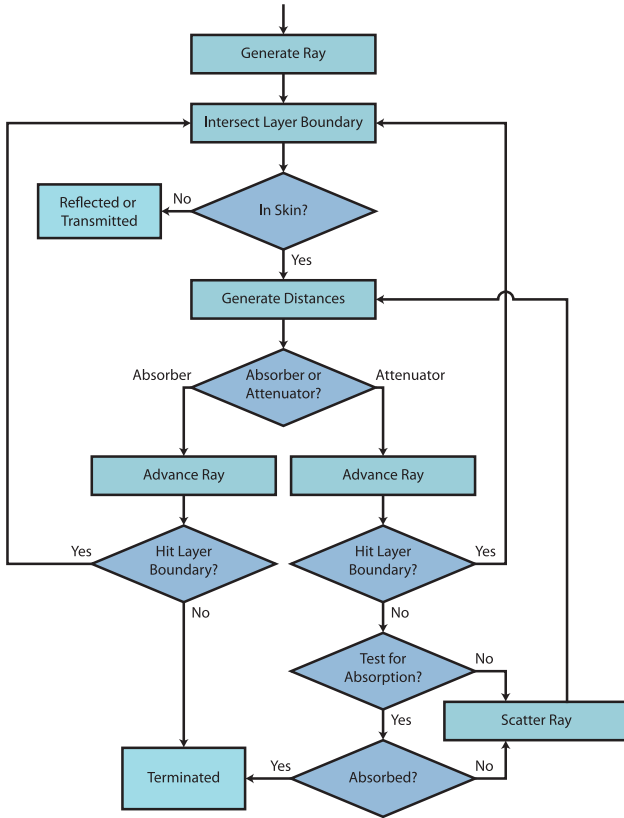 Generate Ray
Intersect Layer Boundary
In Skin?
No
Reflected or
Transmitted
Yes
Generate Distances
Absorber or
Attenuator?
Absorber
Attenuator
Advance Ray
Advance Ray
Hit Layer
Boundary?
Yes
No
Hit Layer
Boundary?
Yes
No
Test for
Absorption?
No
Yes
Scatter Ray
Absorbed?
Yes
No
Terminated